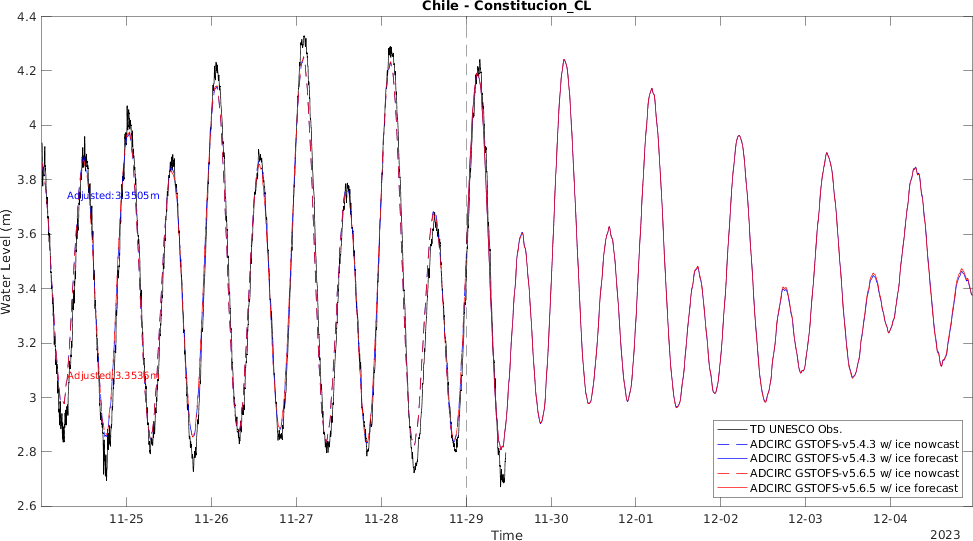 Chile - Constitucion_CL
4.4
4.2
4
3.8
3.6
3.4
3.2
3
2.8
2.6
Water Level (m)
Adjusted:3.3505m
Adjusted:3.3535m
TD UNESCO Obs.
ADCIRC GSTOFS-v5.4.3 w/ ice nowcast
ADCIRC GSTOFS-v5.4.3 w/ ice forecast
ADCIRC GSTOFS-v5.6.5 w/ ice nowcast
ADCIRC GSTOFS-v5.6.5 w/ ice forecast
11-25 11-26 11-27 11-28 11-29 11-30 12-01 12-02 12-03 12-04
Time
2023